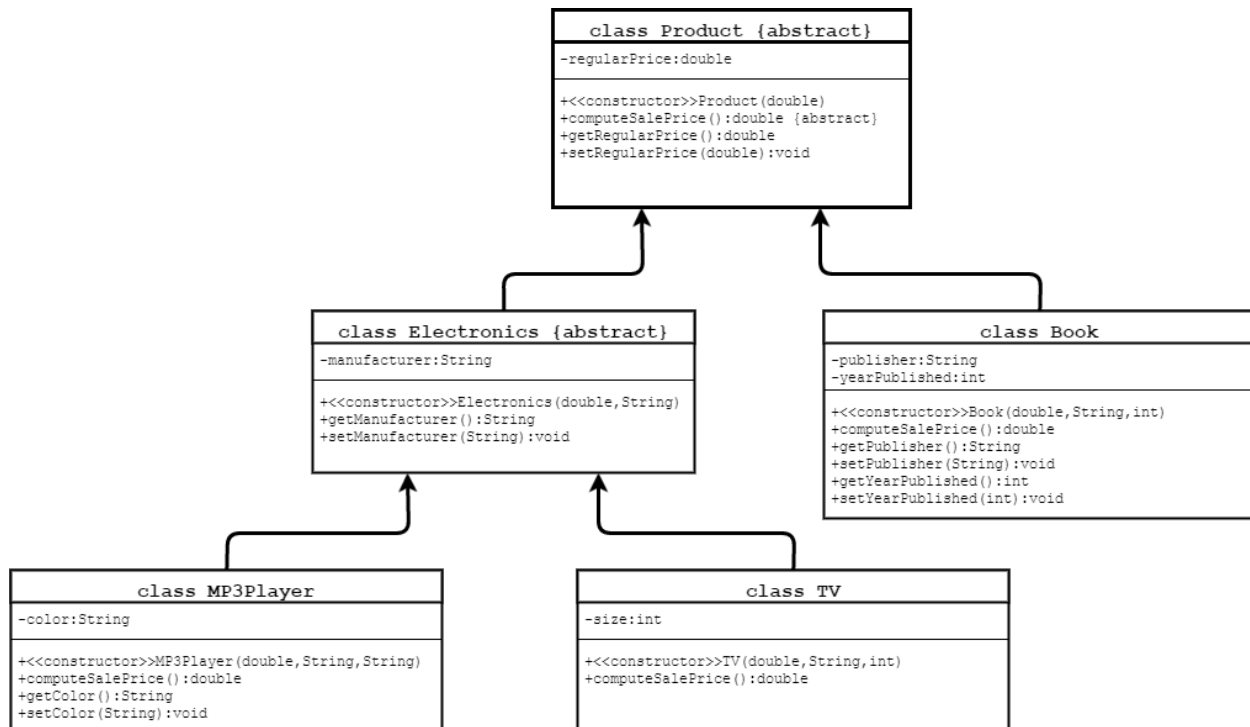 class Product {abstract}
-regularPrice:double
+<<constructor>>Product(double)
+computeSalePrice():double {abstract}
+getRegularPrice():double
+setRegularPrice(double):void
class Electronics {abstract}
-manufacturer:String
+<<constructor>>Electronics(double,String)
+getManufacturer():String
+setManufacturer(String):void
class Book
-publisher:String
-yearPublished:int
+<<constructor>>Book(double,String,int)
+computeSalePrice():double
+getPublisher():String
+setPublisher(String):void
+getYearPublished():int
+setYearPublished(int):void
class MP3Player
-color:String
+<<constructor>>MP3Player(double,String,String)
+computeSalePrice():double
+getColor():String
+setColor(String):void
class TV
-size:int
+<<constructor>>TV(double,String,int)
+computeSalePrice():double